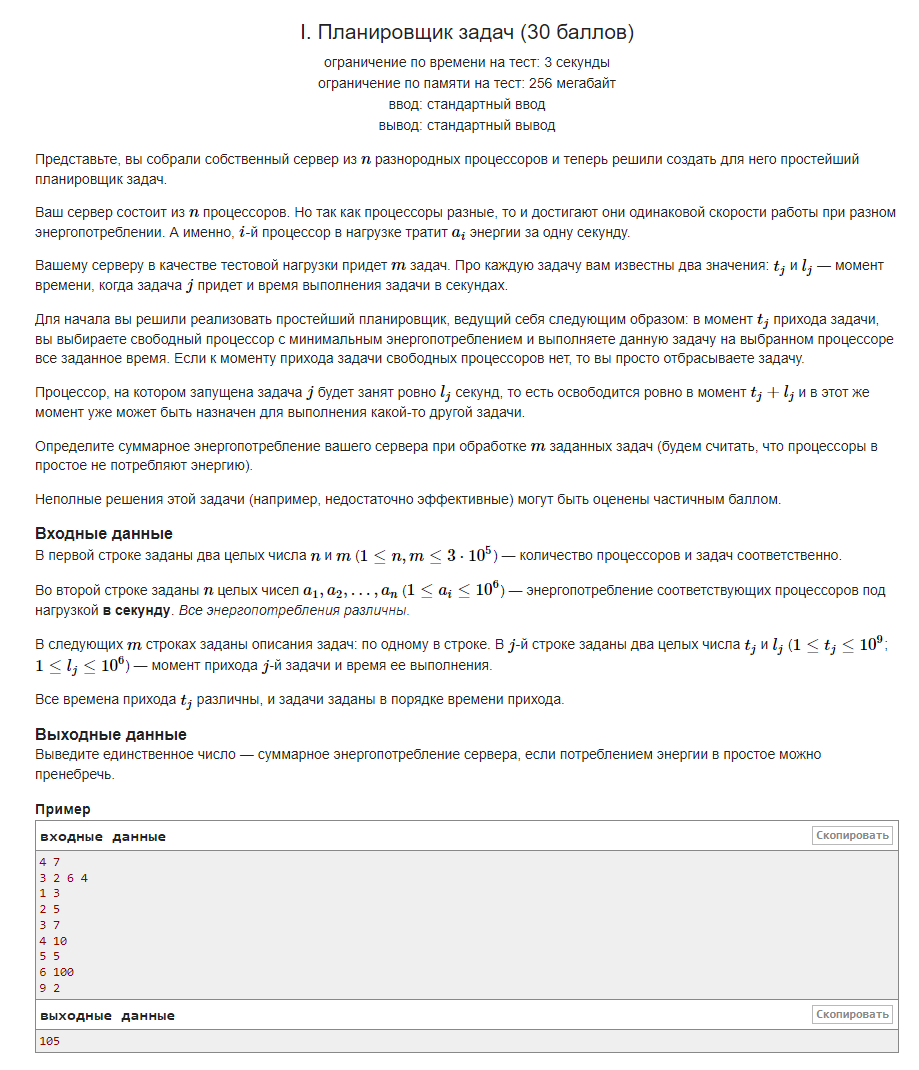 I. Планировщик задач (30 баллов)
ограничение по времени на тест: 3 секунды
ограничение по памяти на тест: 256 мегабайт
ввод: стандартный ввод
вывод: стандартный вывод
Представьте, вы собрали собственный сервер из n разнородных процессоров и теперь решили создать для него простейший
планировщик задач.
Ваш сервер состоит из n процессоров. Но так как процессоры разные, то и достигают они одинаковой скорости работы при разном
энергопотреблении. А именно, i-й процессор в нагрузке тратит a_i энергии за одну секунду.
Вашему серверу в качестве тестовой нагрузки придет m задач. Про каждую задачу вам известны два значения: t_j и l_j — момент
времени, когда задача j придет и время выполнения задачи в секундах.
Для начала вы решили реализовать простейший планировщик, ведущий себя следующим образом: в момент t_j прихода задачи,
вы выбираете свободный процессор с минимальным энергопотреблением и выполняете данную задачу на выбранном процессоре
все заданное время. Если к моменту прихода задачи свободных процессоров нет, то вы просто отбрасываете задачу.
Процессор, на котором запущена задача j будет занят ровно l_j секунд, то есть освободится ровно в момент t_j + l_j и в этот же
момент уже может быть назначен для выполнения какой-то другой задачи.
Определите суммарное энергопотребление вашего сервера при обработке m заданных задач (будем считать, что процессоры в
простое не потребляют энергию).
Неполные решения этой задачи (например, недостаточно эффективные) могут быть оценены частичным баллом.
Входные данные
В первой строке заданы два целых числа n и m (1 ≤ n, m ≤ 3 · 10^5) — количество процессоров и задач соответственно.
Во второй строке заданы n целых чисел a_1, a_2, . . . , a_n (1 ≤ a_i ≤ 10^6) — энергопотребление соответствующих процессоров под
нагрузкой в секунду. Все энергопотребления различны.
В следующих m строках заданы описания задач: по одному в строке. В j-й строке заданы два целых числа t_j и l_j (1 ≤ t_j ≤ 10^9;
1 ≤ l_j ≤ 10^6) — момент прихода j-й задачи и время ее выполнения.
Все времена прихода t_j различны, и задачи заданы в порядке времени прихода.
Выходные данные
Выведите единственное число — суммарное энергопотребление сервера, если потреблением энергии в простое можно
пренебречь.
Пример
входные данные
Скопировать
4 7
3 2 6 4
1 3
2 5
3 7
4 10
5 5
6 100
9 2
выходные данные
Скопировать
105